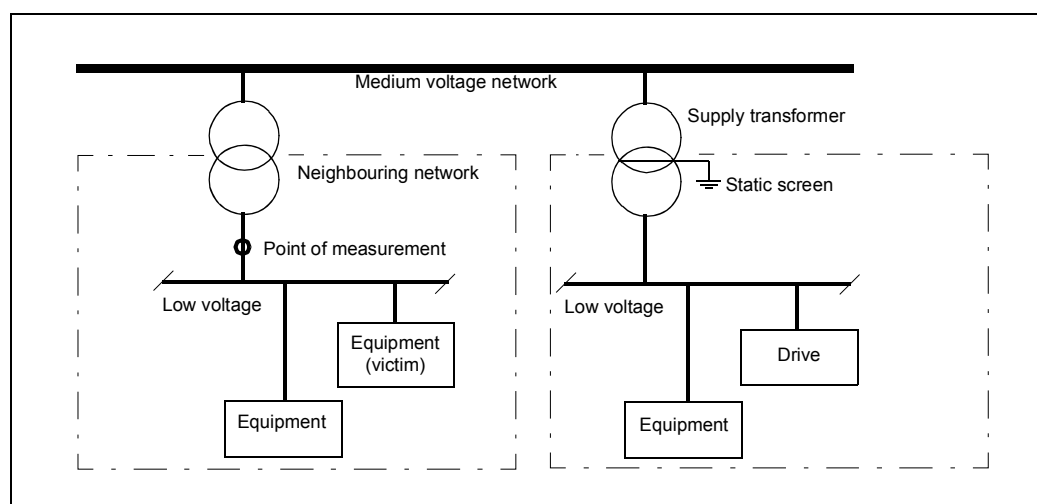 Medium voltage network
Supply transformer
Neighbouring network
Static screen
Point of measurement
Low voltage
Low voltage
Equipment
(victim)
Drive
Equipment
Equipment